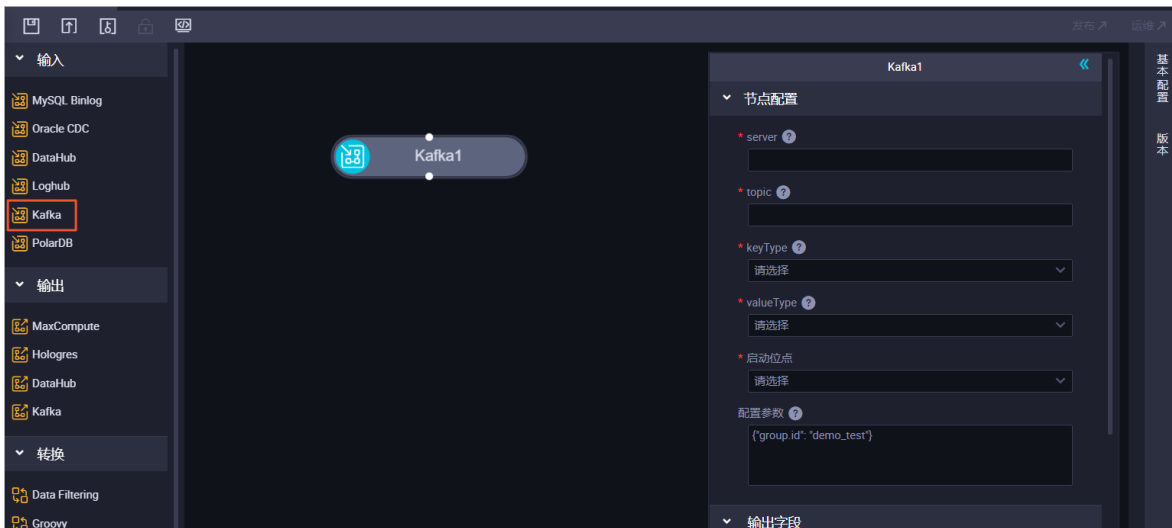 发布
运维
输入
MySQL Binlog
Oracle CDC
DataHub
Loghub
Kafka
PolarDB
输出
MaxCompute
Hologres
DataHub
Kafka
转换
Data Filtering
Groovy
Kafka1
Kafka1
节点配置
* server ?
* topic ?
* keyType ?
请选择
* valueType ?
请选择
* 启动位点
请选择
配置参数 ?
{"group.id": "demo_test"}
输出字段
基本配置
版本